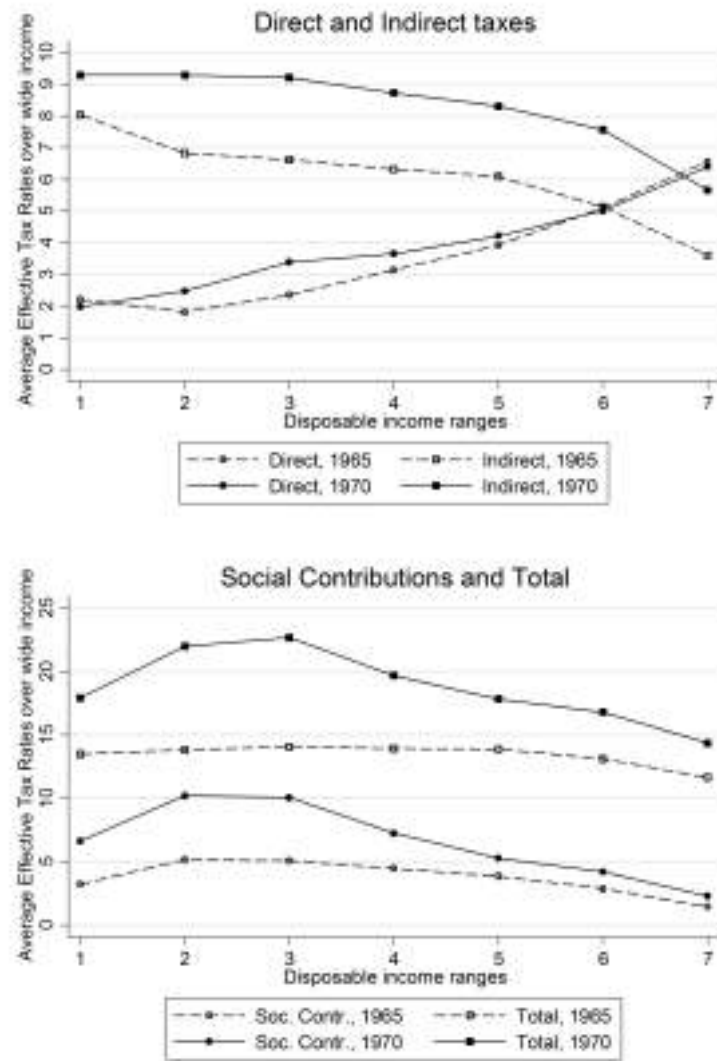 Direct and Indirect taxes
Average Effective Tax Rates over wide income
10
9
8
7
6
5
4
3
2
1
0
1 2 3 4 5 6 7
Disposable income ranges
Direct, 1965 Indirect, 1965
Direct, 1970 Indirect, 1970
Social Contributions and Total
Average Effective Tax Rates over wide income
25
20
15
10
5
0
1 2 3 4 5 6 7
Disposable income ranges
Soc. Contr., 1965 Total, 1965
Soc. Contr., 1970 Total, 1970